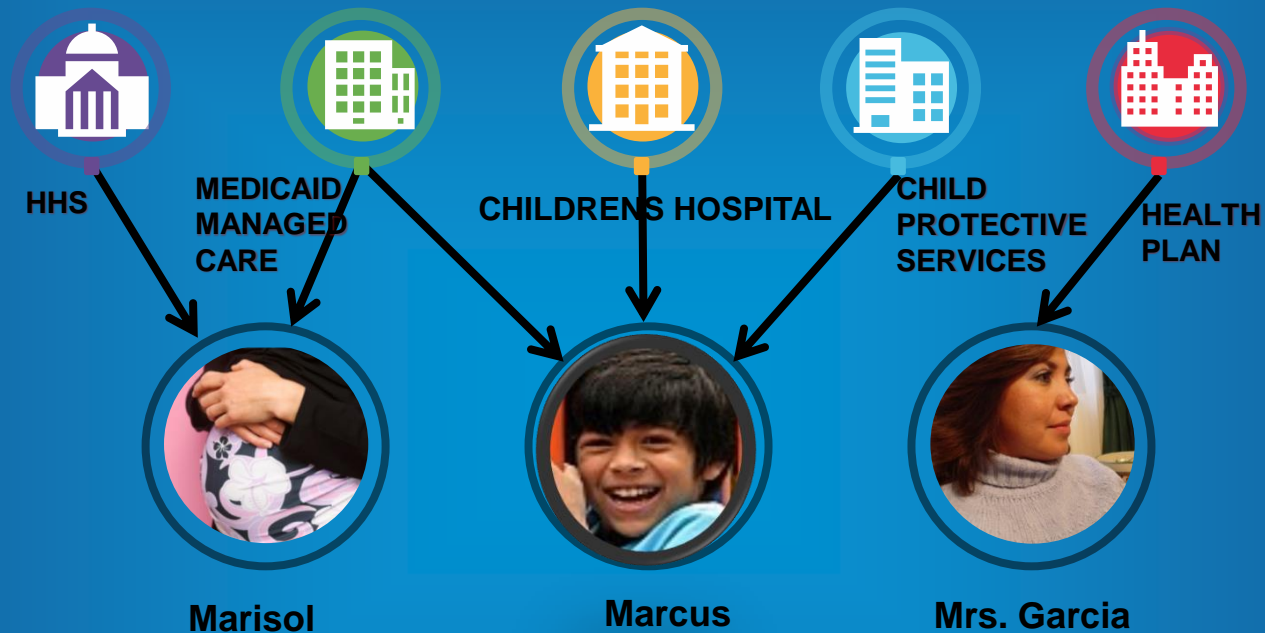 HHS
MEDICAID
MANAGED
CARE
CHILDRENS HOSPITAL
CHILD
PROTECTIVE
SERVICES
HEALTH
PLAN
Marisol
Marcus
Mrs. Garcia